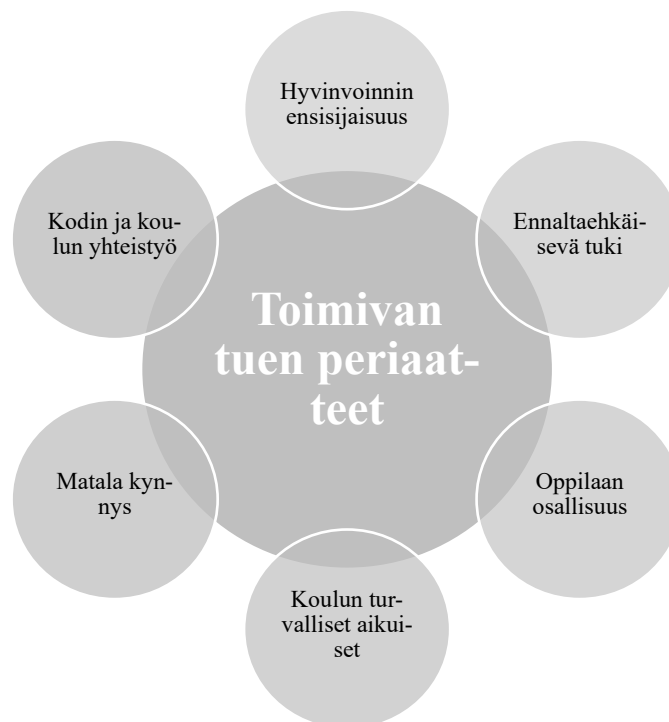 Hyvinvoinnin
ensisijaisuus
Ennaltaehkäi-
sevä tuki
Oppilaan
osallisuus
Koulun tur-
valliset aikui-
set
Matala kyn-
nys
Kodin ja kou-
lun yhteistyö
Toimivan
tuen periaat-
teet